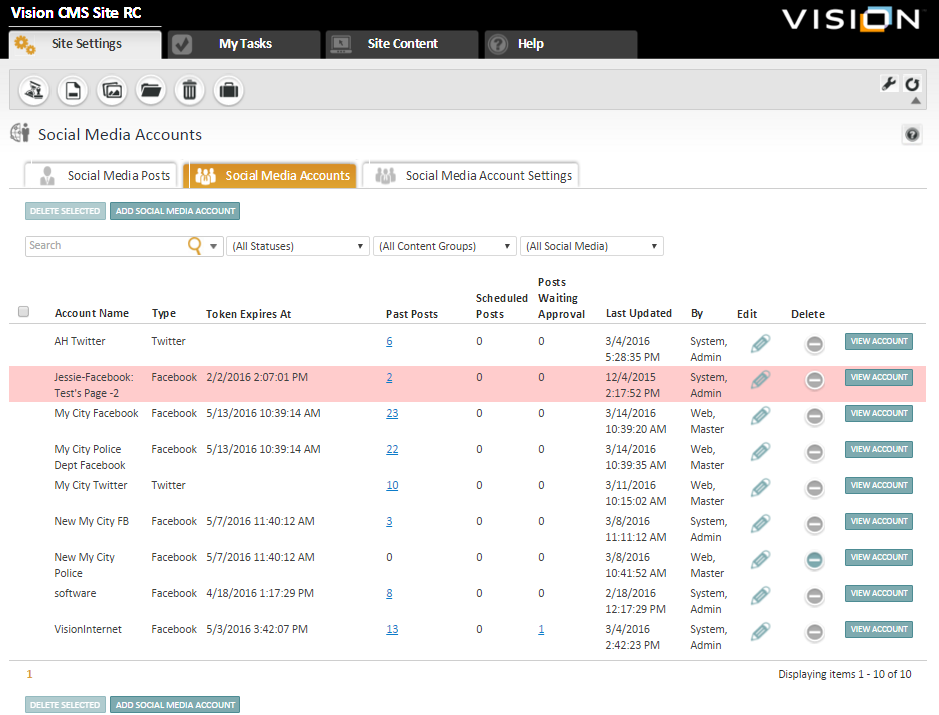 Vision CMS Site RC
VISION
Site Settings
My Tasks
Site Content
Help
Social Media Accounts
Social Media Posts
Social Media Accounts
Social Media Account Settings
DELETE SELECTED
ADD SOCIAL MEDIA ACCOUNT
Search
(All Statuses)
(All Content Groups)
(All Social Media)
Account Name
Type
Token Expires At
Past Posts
Scheduled
Posts
Posts
Waiting
Approval
Last Updated
By
Edit
Delete
AH Twitter Twitter 6 0 0 3/4/2016 System, VIEW ACCOUNT
5:28:35 PM Admin
Jessie-Facebook: Facebook 2/2/2016 2:07:01 PM 2 0 0 12/4/2015 System, VIEW ACCOUNT
Test's Page -2 2:17:52 PM Admin
My City Facebook Facebook 5/13/2016 10:39:14 AM 23 0 0 3/14/2016 Web, VIEW ACCOUNT
10:39:20 AM Master
My City Police Facebook 5/13/2016 10:39:14 AM 22 0 0 3/14/2016 Web, VIEW ACCOUNT
Dept Facebook 10:39:35 AM Master
My City Twitter Twitter 10 0 0 3/11/2016 Web, VIEW ACCOUNT
10:15:02 AM Master
New My City FB Facebook 5/7/2016 11:40:12 AM 3 0 0 3/8/2016 System, VIEW ACCOUNT
11:11:12 AM Admin
New My City Facebook 5/7/2016 11:40:12 AM 0 0 0 3/8/2016 Web, VIEW ACCOUNT
Police 10:41:52 AM Master
software Facebook 4/18/2016 1:17:29 PM 8 0 0 2/18/2016 System, VIEW ACCOUNT
12:17:29 PM Admin
VisionInternet Facebook 5/3/2016 3:42:07 PM 13 0 1 3/4/2016 System, VIEW ACCOUNT
2:42:23 PM Admin
1
Displaying items 1 - 10 of 10
DELETE SELECTED
ADD SOCIAL MEDIA ACCOUNT